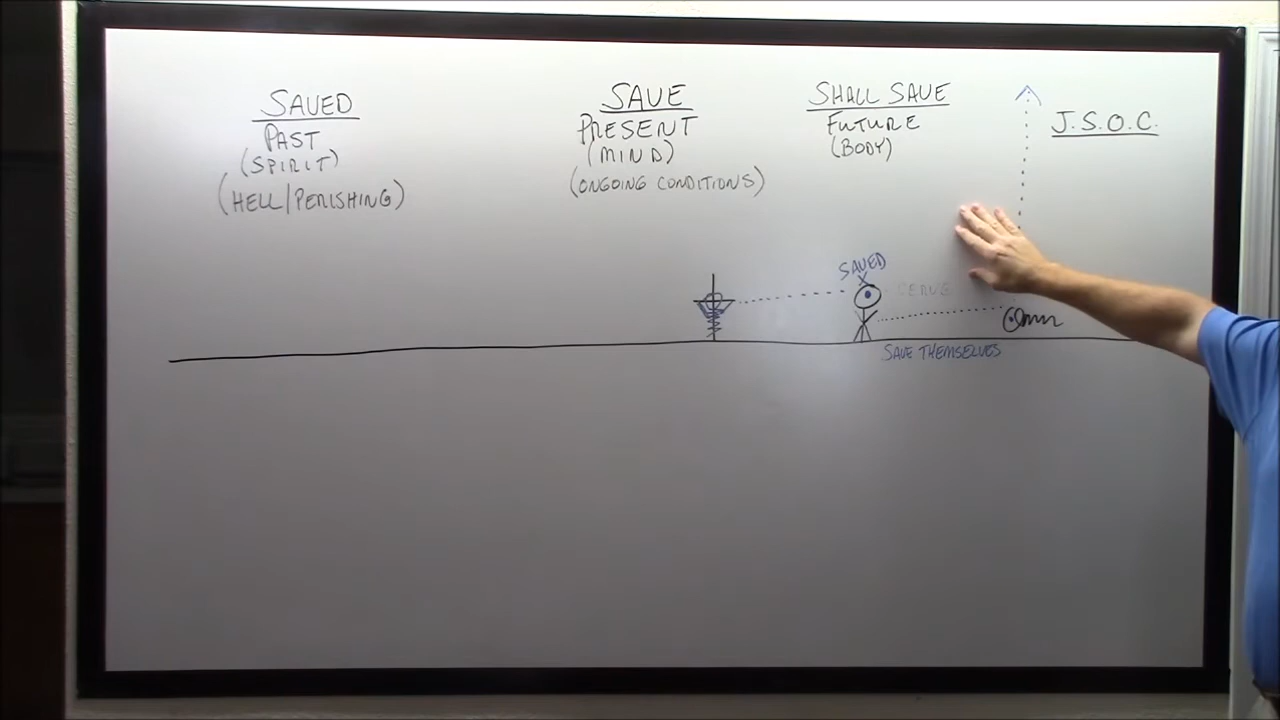 SAVED
PAST
(SPIRIT)
(HELL/PERISHING)
SAVE
PRESENT
(MIND)
(ONGOING CONDITIONS)
SHALL SAVE
FUTURE
(BODY)
J.S.O.C.
SAVED
SERVE
SAVE THEMSELVES